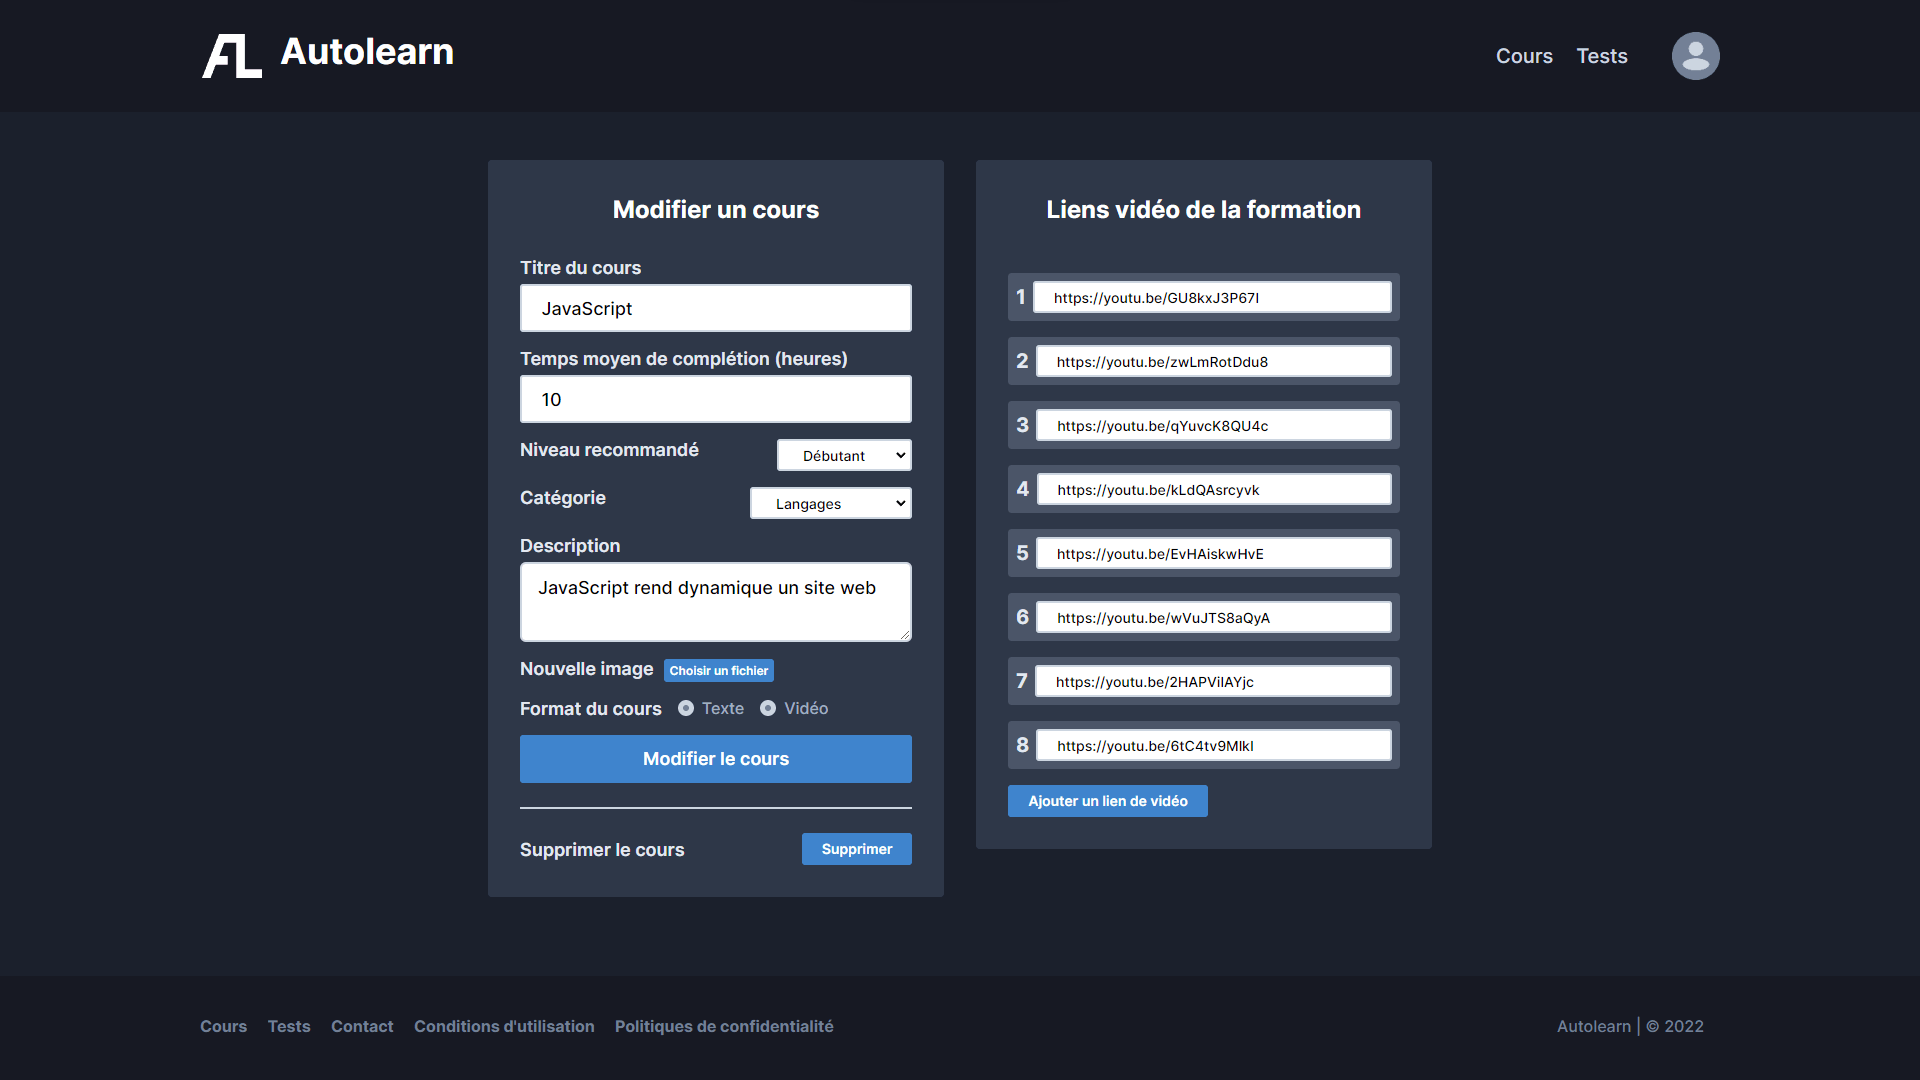 AL Autolearn
Cours Tests
Modifier un cours
Titre du cours
JavaScript
Temps moyen de complétion (heures)
10
Niveau recommandé Débutant
Catégorie Langages
Description
JavaScript rend dynamique un site web
Nouvelle image Choisir un fichier
Format du cours Texte Vidéo
Modifier le cours
Supprimer le cours Supprimer
Liens vidéo de la formation
1 https://youtu.be/GU8kxJ3P67I
2 https://youtu.be/zwLmRotDdu8
3 https://youtu.be/qYuvcK8QU4c
4 https://youtu.be/kLdQAsrcyvk
5 https://youtu.be/EvHAiskwHvE
6 https://youtu.be/wVuJTS8aQyA
7 https://youtu.be/2HAPVilAYjc
8 https://youtu.be/6tC4tv9MlkI
Ajouter un lien de vidéo
Cours Tests Contact Conditions d'utilisation Politiques de confidentialité
Autolearn | © 2022